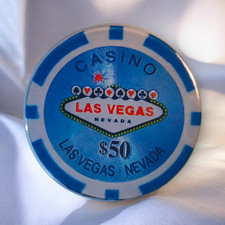 CASINO
LAS VEGAS
NEVADA
$50
LAS VEGAS · NEVADA